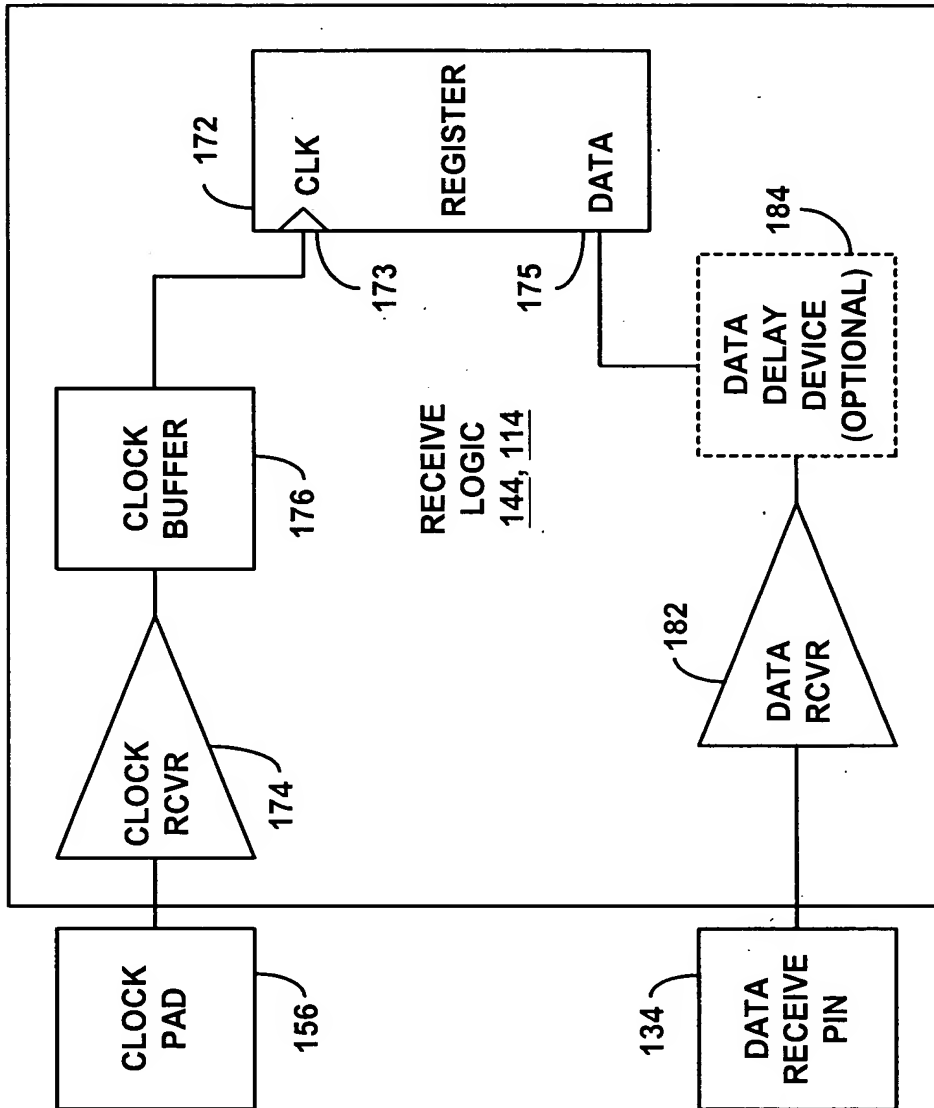 CLOCK
PAD
156
CLOCK
RCVR
174
CLOCK
BUFFER
176
172
CLK
173
REGISTER
DATA
175
RECEIVE
LOGIC
144, 114
134
DATA
RECEIVE
PIN
182
DATA
RCVR
DATA
DELAY
DEVICE
(OPTIONAL)
184